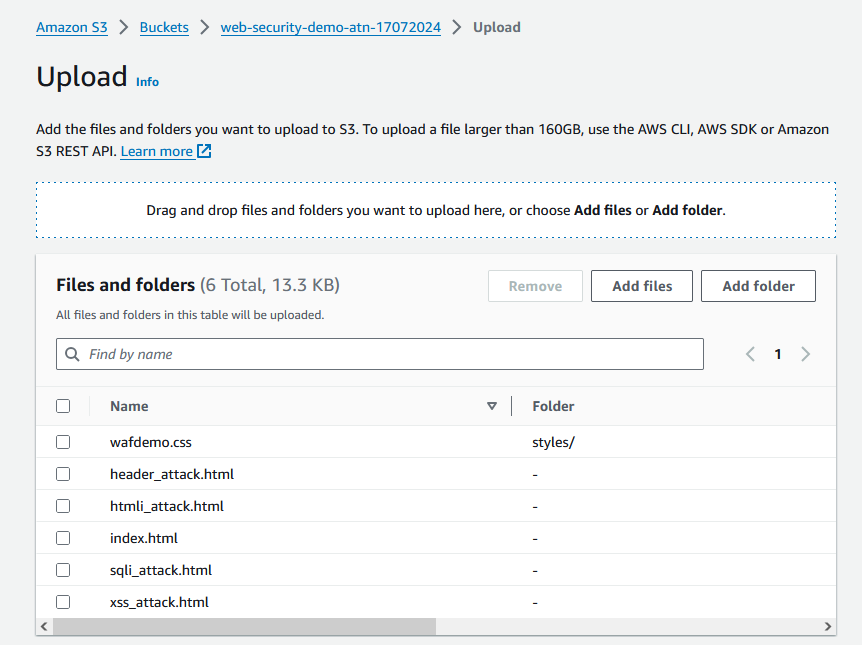 Amazon S3 > Buckets > web-security-demo-atn-17072024 > Upload
Upload Info
Add the files and folders you want to upload to S3. To upload a file larger than 160GB, use the AWS CLI, AWS SDK or Amazon
S3 REST API. Learn more
Drag and drop files and folders you want to upload here, or choose Add files or Add folder.
Files and folders (6 Total, 13.3 KB)
Remove Add files Add folder
All files and folders in this table will be uploaded.
Find by name
< 1 >
Name Folder
wafdemo.css styles/
header_attack.html -
htmli_attack.html -
index.html -
sqli_attack.html -
xss_attack.html -